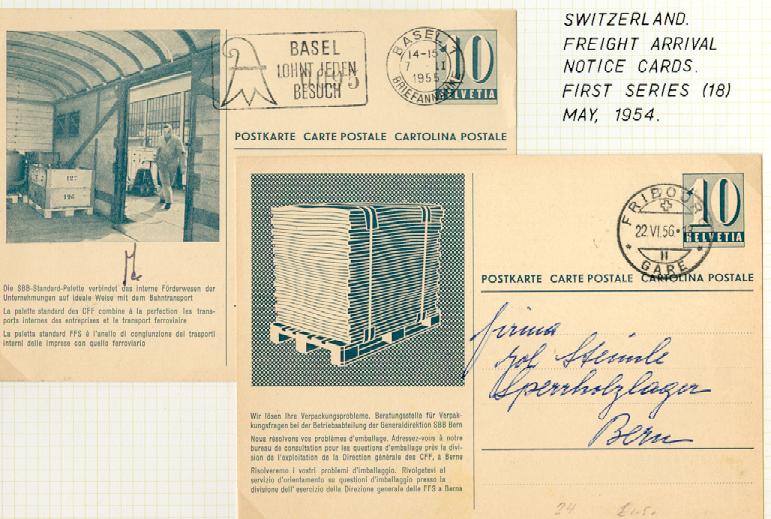 SWITZERLAND.
FREIGHT ARRIVAL
NOTICE CARDS.
FIRST SERIES (18)
MAY, 1954.
BASEL
LOHNT JEDEN
BESUCH
BASEL
14-15
7 II
1955
BRIEFANNAHME
10
HELVETIA
POSTKARTE CARTE POSTALE CARTOLINA POSTALE
127
126
Die SBB-Standard-Palette verbindet das interne Förderwesen der
Unternehmungen auf ideale Weise mit dem Bahntransport
La palette standard des CFF combine à la perfection les trans-
ports internes des entreprises et le transport ferroviaire
La paletta standard FFS è l'anello di congiunzione dei trasporti
interni delle imprese con quello ferroviario
FRIBOURG
22.VI.56
GARE
10
HELVETIA
POSTKARTE CARTE POSTALE CARTOLINA POSTALE
Firma
Steinle
Sperrholzlager
Bern
Wir lösen Ihre Verpackungsprobleme. Beratungsstelle für Verpak-
kungsfragen bei der Betriebsabteilung der Generaldirektion SBB Bern
Nous résolvons vos problèmes d'emballage. Adressez-vous à notre
bureau de consultation pour les questions d'emballage près la divi-
sion de l'exploitation de la Direction générale des CFF, à Berne
Risolveremo i vostri problemi d'imballaggio. Rivolgetevi al
servizio d'orientamento su questioni d'imballaggio presso la
divisione dell' esercizio della Direzione generale delle FFS a Berna
24